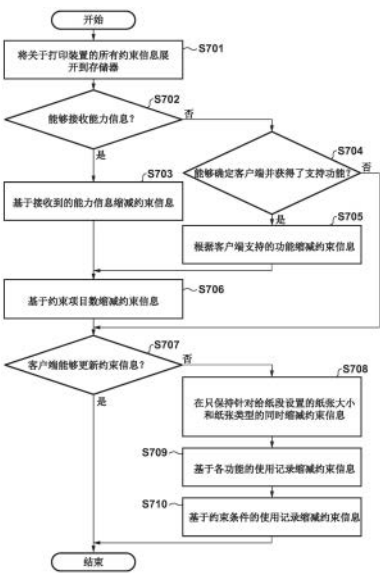 开始
S701
将关于打印装置的所有约束信息展
开到存储器
S702
能够接收能力信息?
否
是
S704
能够确定客户端并获得了支持功能?
否
是
S703
基于接收到的能力信息缩减约束信息
S705
根据客户端支持的功能缩减约束信息
S706
基于约束项目数缩减约束信息
S707
客户端能够更新约束信息?
否
是
S708
在只保持针对给纸段设置的纸张大小
和纸张类型的同时缩减约束信息
S709
基于各功能的使用记录缩减约束信息
S710
基于约束条件的使用记录缩减约束信息
结束